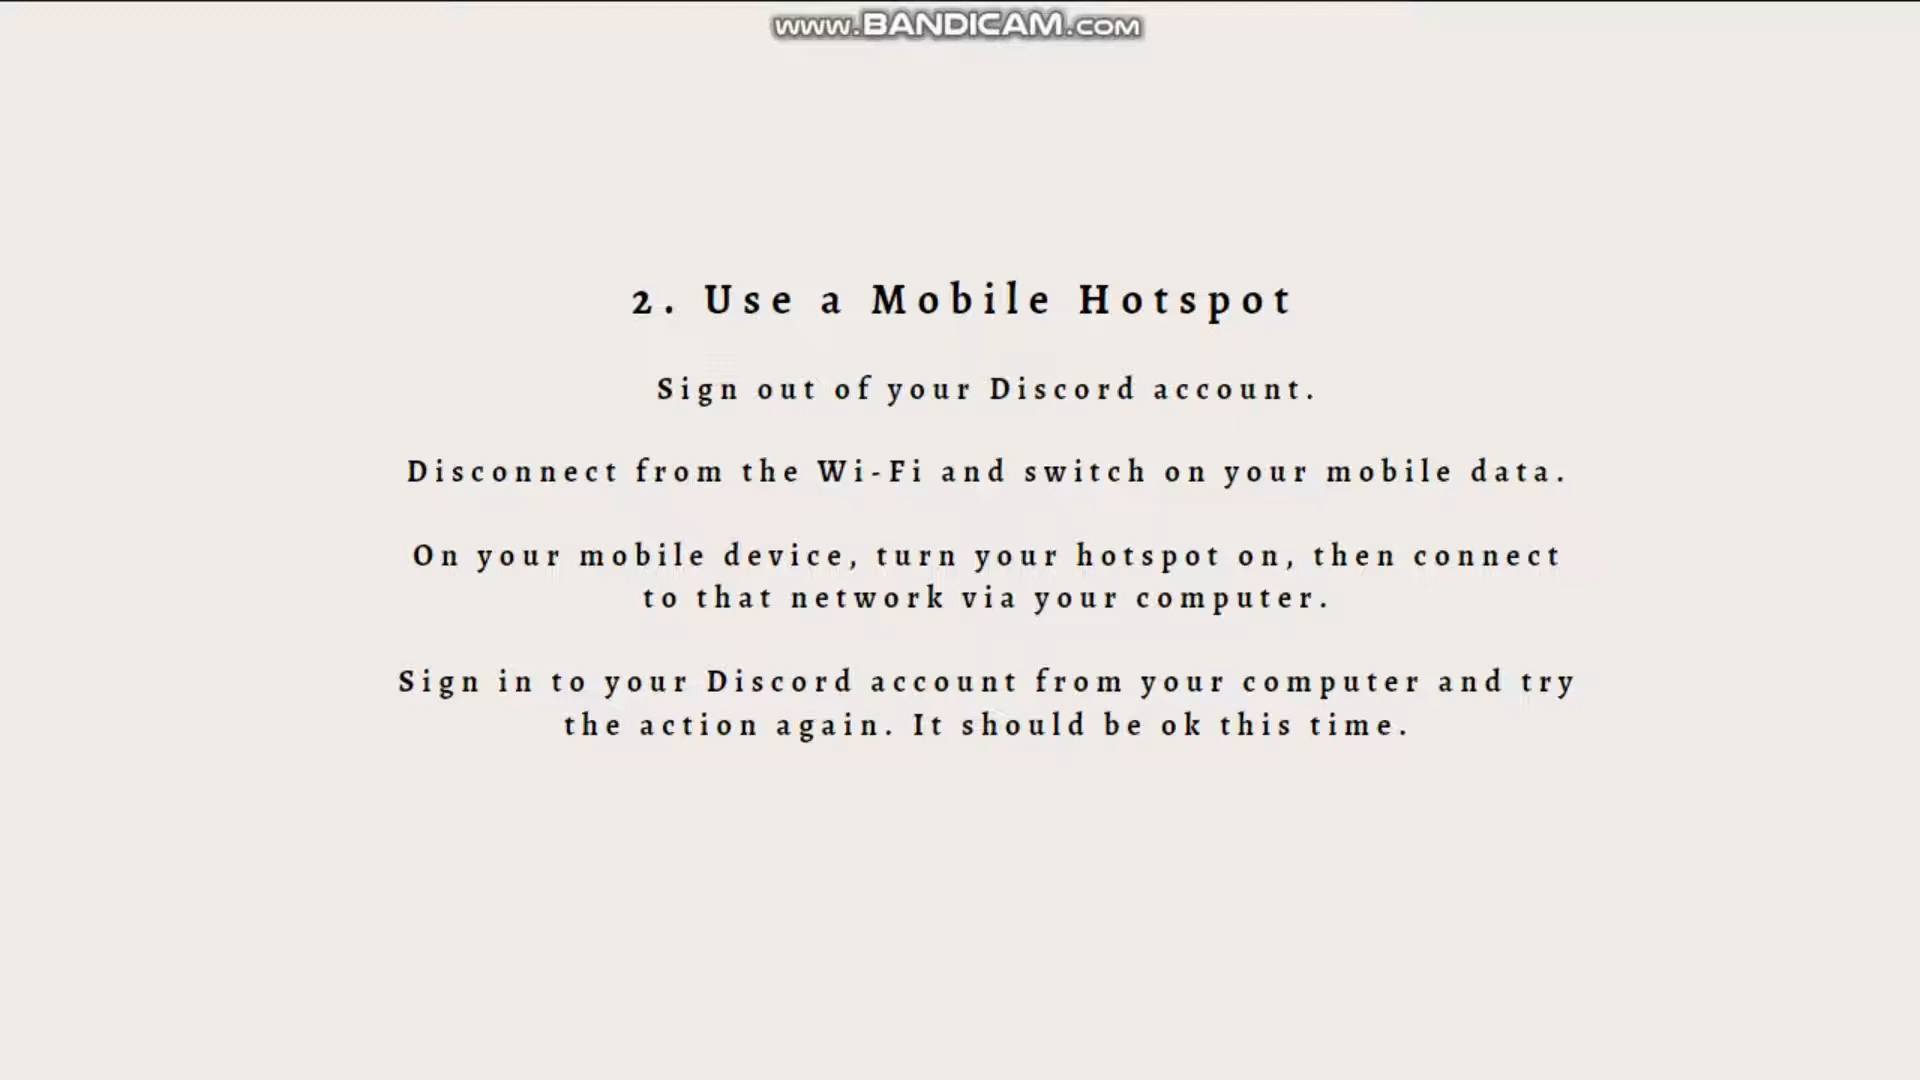 www.BANDICAM.com
2. Use a Mobile Hotspot
Sign out of your Discord account.
Disconnect from the Wi-Fi and switch on your mobile data.
On your mobile device, turn your hotspot on, then connect
to that network via your computer.
Sign in to your Discord account from your computer and try
the action again. It should be ok this time.